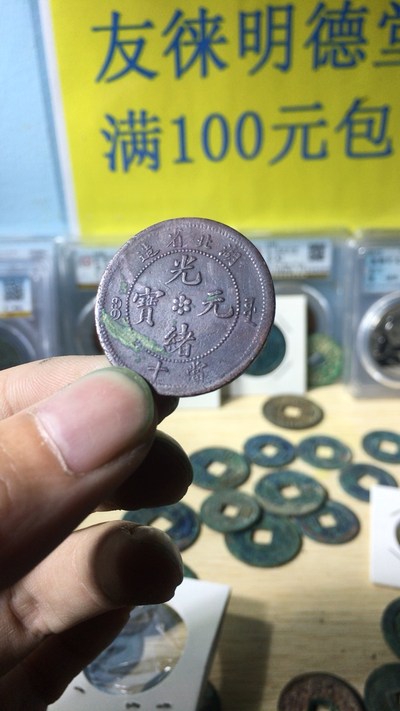 友徕明德堂
满100元包
湖北省造
光緒元寶
當十